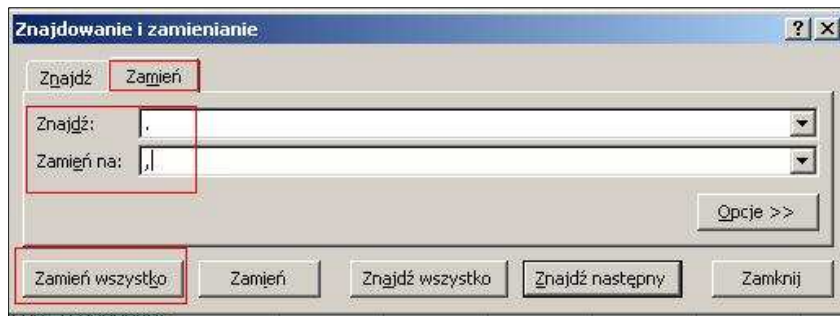 Znajdowanie i zamienianie
Znajdź Zamień
Znajdź: .
Zamień na: ,
Opcje >>
Zamień wszystko Zamień Znajdź wszystko Znajdź następny Zamknij